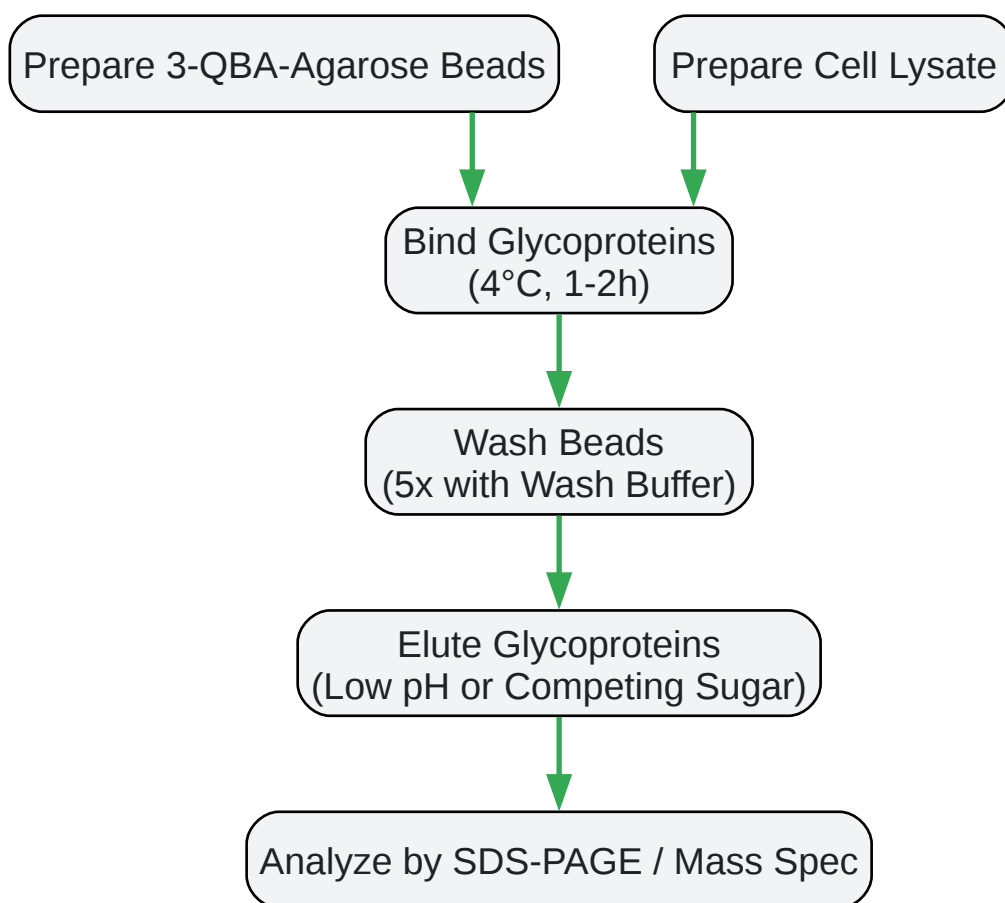 Prepare 3-QBA-Agarose Beads
Prepare Cell Lysate
Bind Glycoproteins
(4°C, 1-2h)
Wash Beads
(5x with Wash Buffer)
Elute Glycoproteins
(Low pH or Competing Sugar)
Analyze by SDS-PAGE / Mass Spec